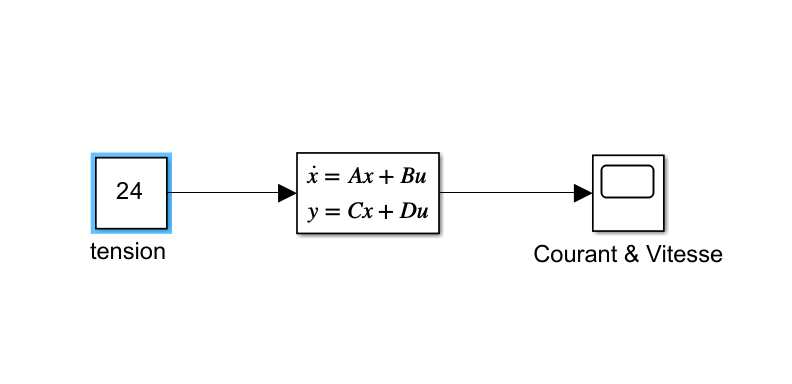 24
tension
ẋ = Ax + Bu
y = Cx + Du
Courant & Vitesse